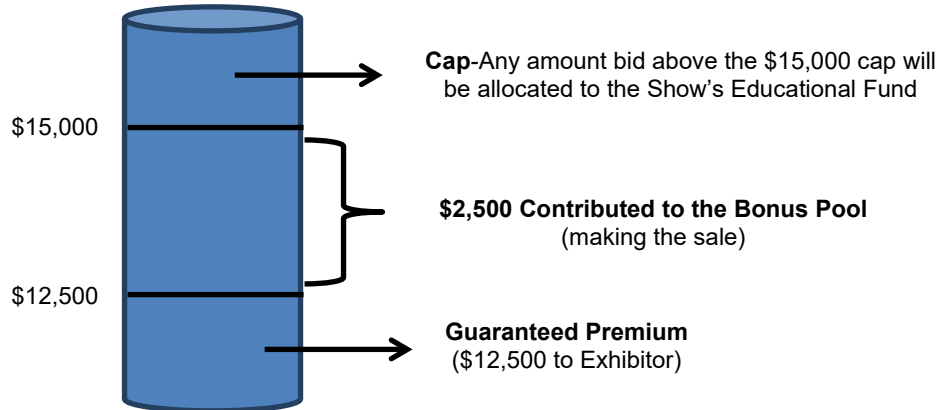 Cap-Any amount bid above the $15,000 cap will
be allocated to the Show’s Educational Fund
$15,000
$2,500 Contributed to the Bonus Pool
(making the sale)
$12,500
Guaranteed Premium
($12,500 to Exhibitor)